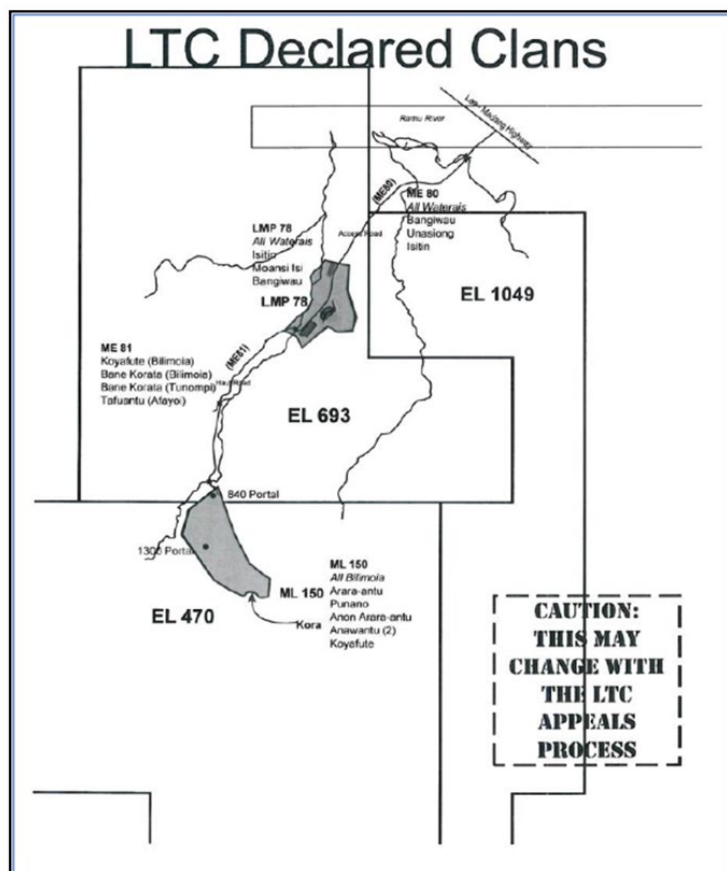 LTC Declared Clans
Ramu River
Lae - Madang Highway
(ME80)
ME 80
All Waterais
Bangiwau
Unasiong
Isitin
Access Road
LMP 78
All Waterais
Isitin
Moansi Isi
Bangiwau
LMP 78
EL 1049
ME 81
Koyafute (Bilimoia)
Bane Korata (Bilimoia)
Bane Korata (Tunompi)
Tafuantu (Afayoi)
(ME81)
Haul Road
EL 693
840 Portal
1300 Portal
ML 150
ML 150
All Bilimoia
Arara-antu
Punano
Anon Arara-antu
Anawantu (2)
Koyafute
Kora
EL 470
CAUTION:
THIS MAY
CHANGE WITH
THE LTC
APPEALS
PROCESS